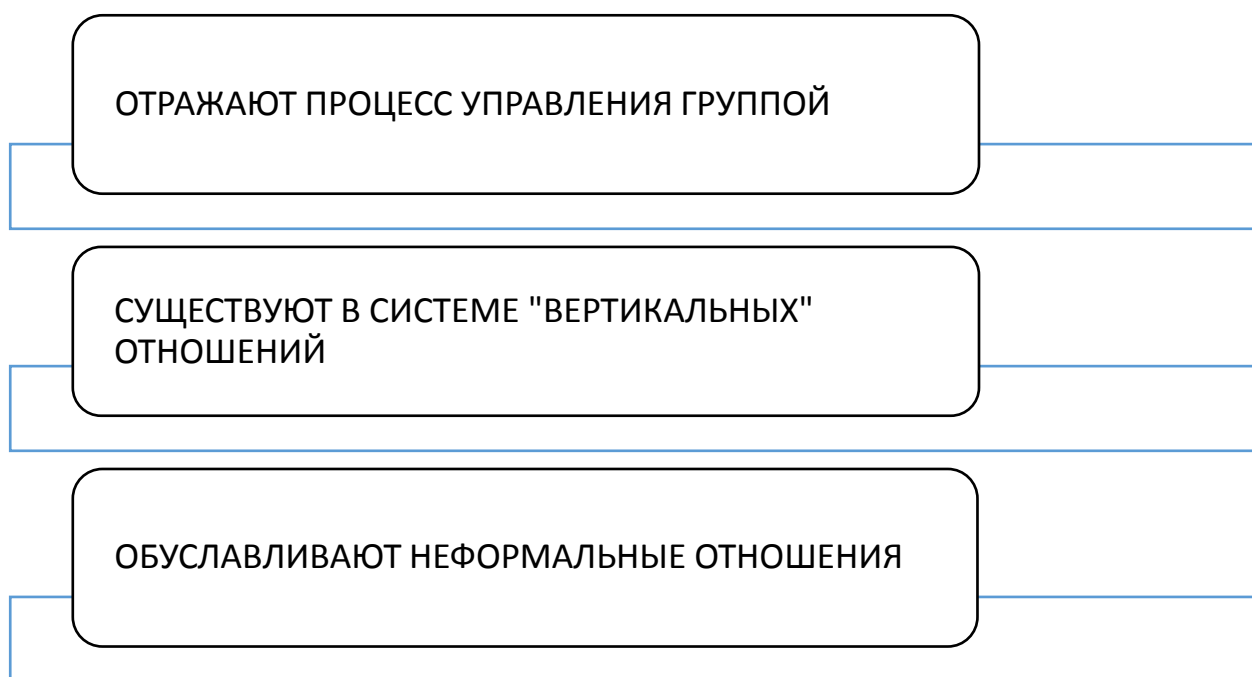 ОТРАЖАЮТ ПРОЦЕСС УПРАВЛЕНИЯ ГРУППОЙ
СУЩЕСТВУЮТ В СИСТЕМЕ "ВЕРТИКАЛЬНЫХ"
ОТНОШЕНИЙ
ОБУСЛАВЛИВАЮТ НЕФОРМАЛЬНЫЕ ОТНОШЕНИЯ